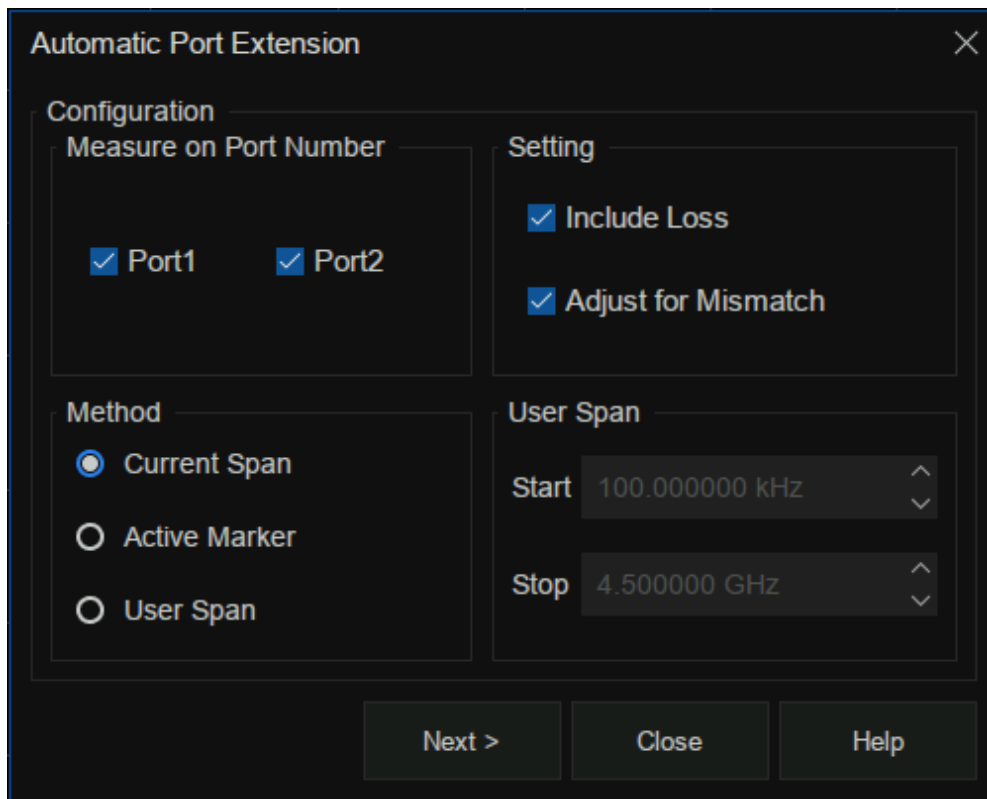 Automatic Port Extension
Configuration
Measure on Port Number
Port1 Port2
Setting
Include Loss
Adjust for Mismatch
Method
Current Span
Active Marker
User Span
User Span
Start 100.000000 kHz
Stop 4.500000 GHz
Next > Close Help